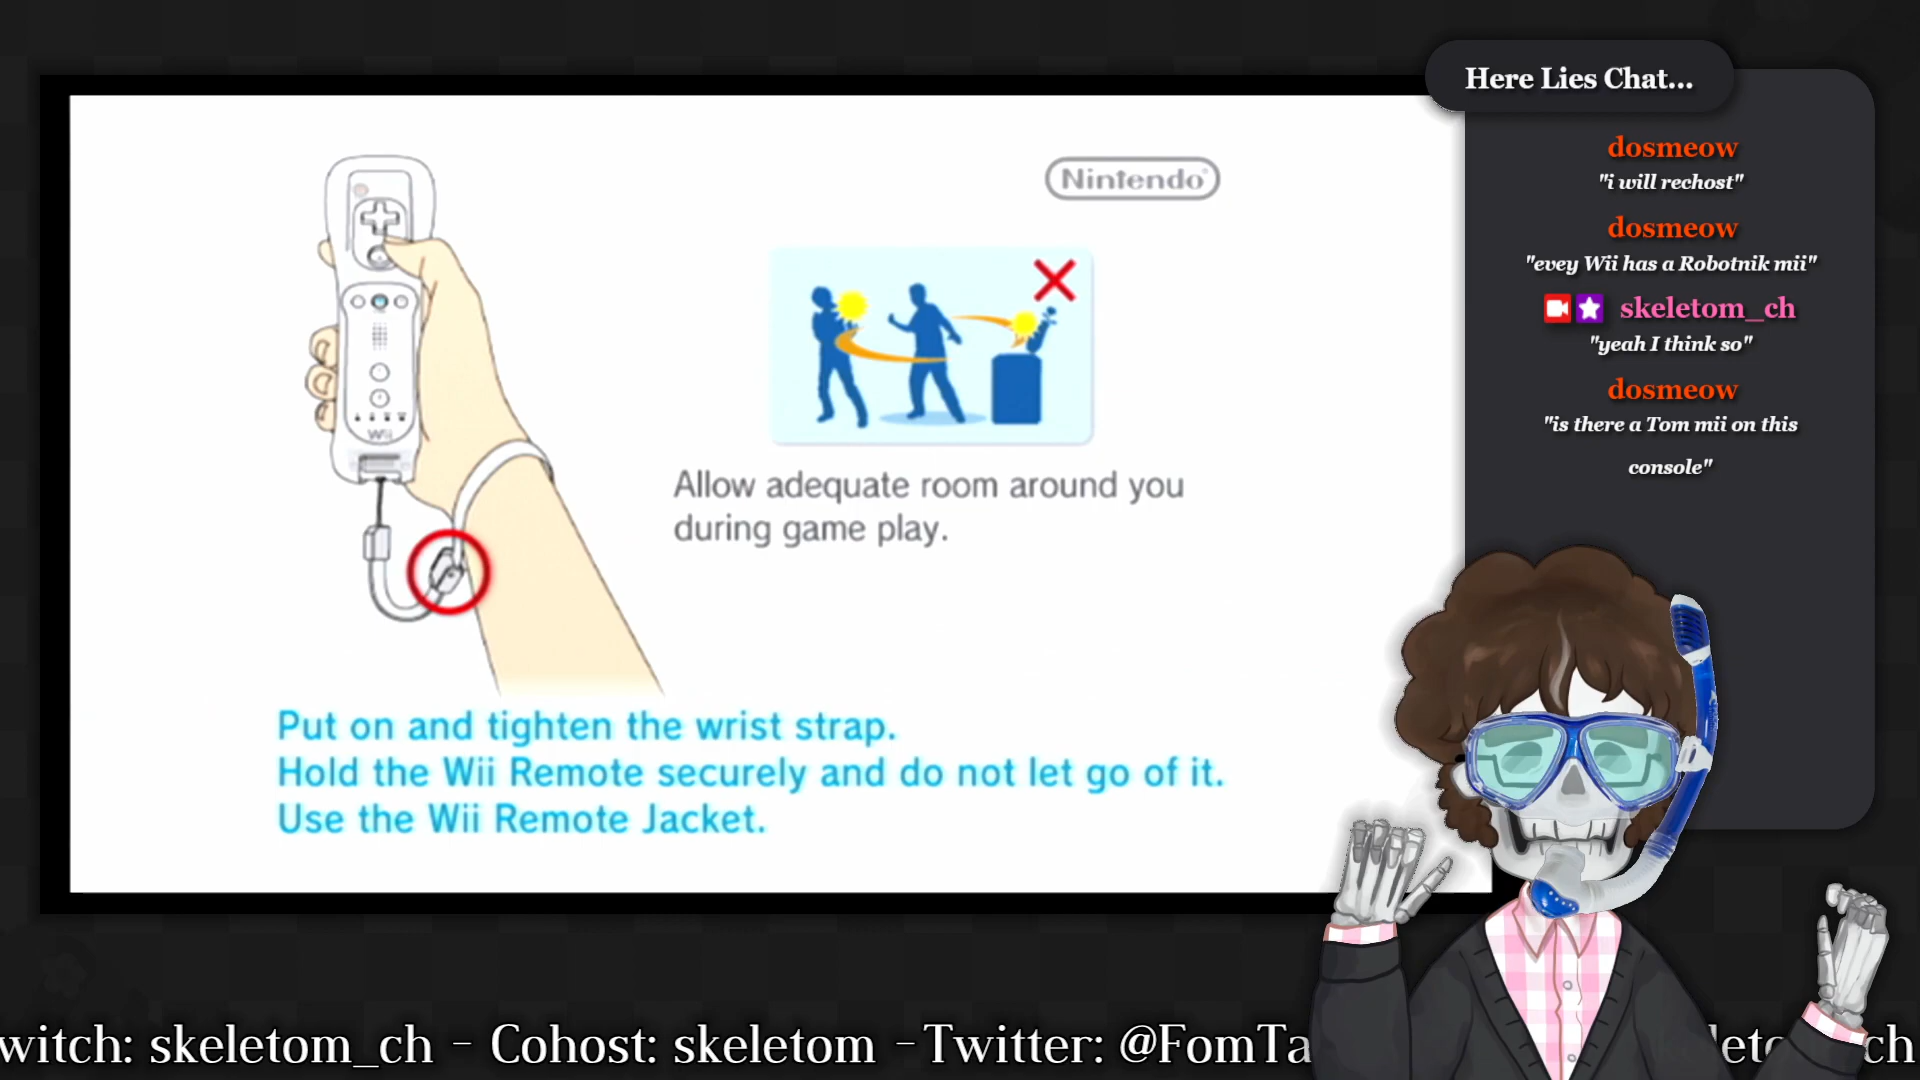 Here Lies Chat...
dosmeow
"i will rechost"
dosmeow
"evey Wii has a Robotnik mii"
skeletom_ch
"yeah I think so"
dosmeow
"is there a Tom mii on this
console"
Nintendo®
Wii
Allow adequate room around you
during game play.
Put on and tighten the wrist strap.
Hold the Wii Remote securely and do not let go of it.
Use the Wii Remote Jacket.
witch: skeletom_ch - Cohost: skeletom - Twitter: @FomTa